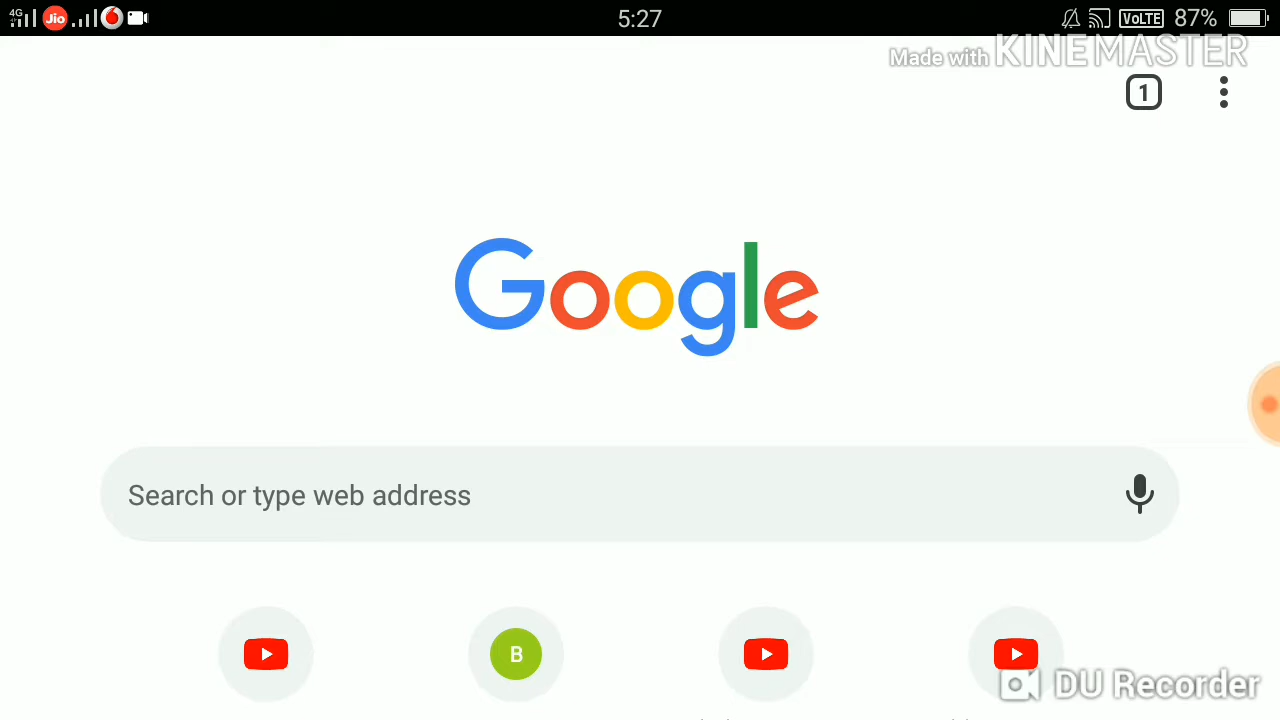 4G Jio 5:27 VoLTE 87%
Made with KINEMASTER
1
Google
Search or type web address
B
DU Recorder